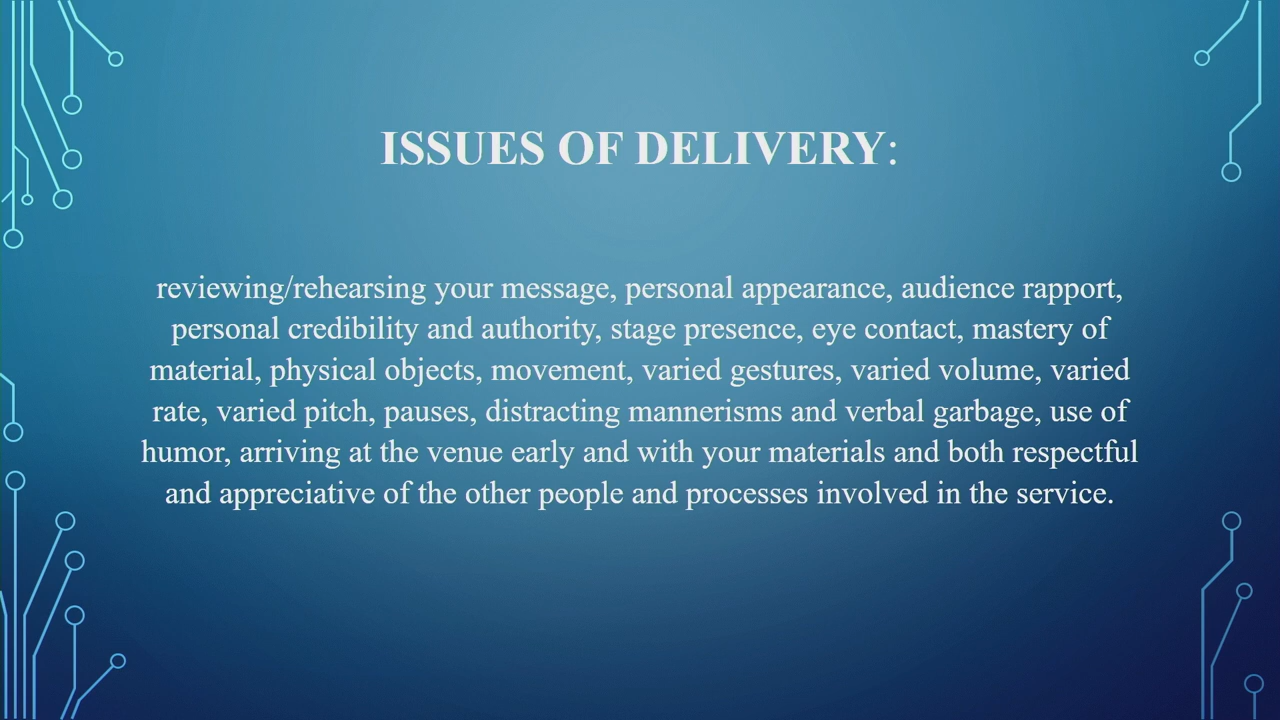 ISSUES OF DELIVERY:
reviewing/rehearsing your message, personal appearance, audience rapport,
personal credibility and authority, stage presence, eye contact, mastery of
material, physical objects, movement, varied gestures, varied volume, varied
rate, varied pitch, pauses, distracting mannerisms and verbal garbage, use of
humor, arriving at the venue early and with your materials and both respectful
and appreciative of the other people and processes involved in the service.